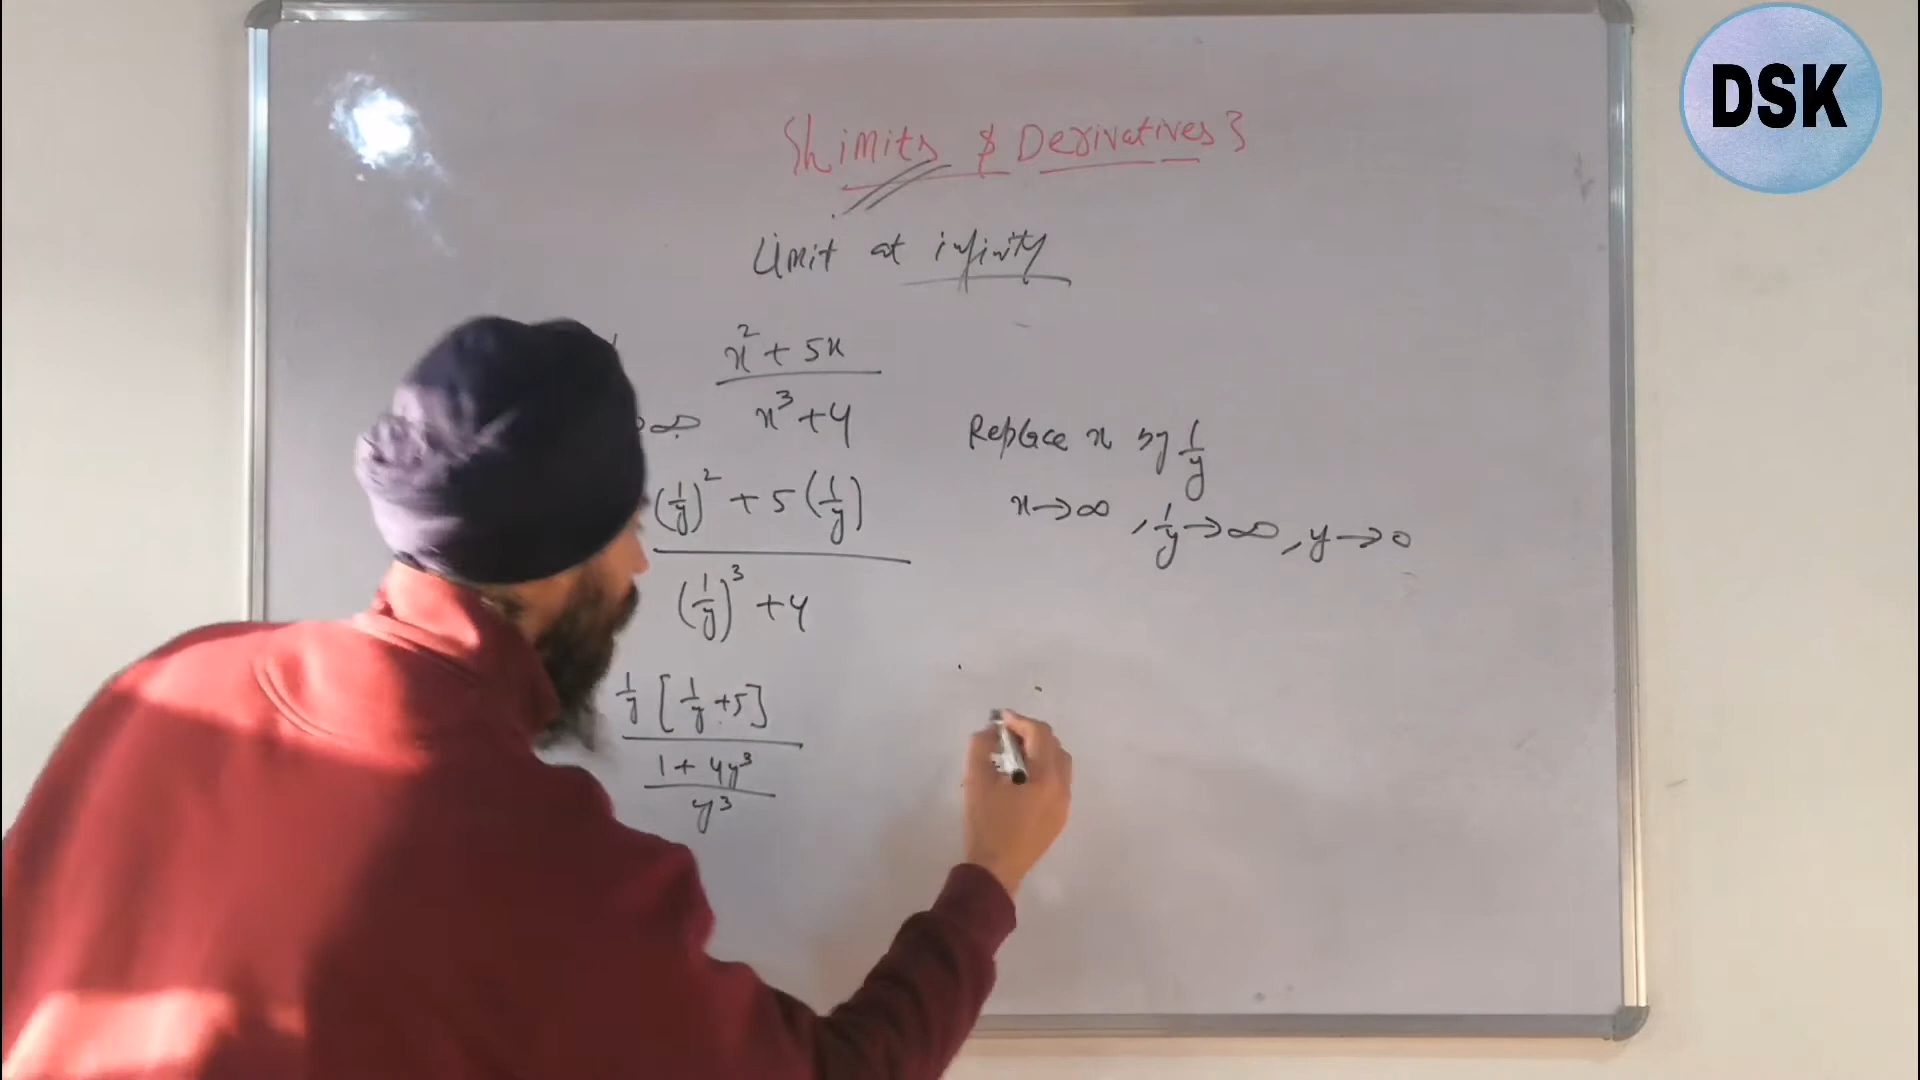 DSK
{Limits & Derivatives}
Limit at infinity
x² + 5x
∞ x³ + 4
Replace x by 1/y
(1/y)² + 5(1/y)
x → ∞, 1/y → ∞, y → 0
(1/y)³ + 4
1/y [1/y + 5]
1 + 4y³
y³